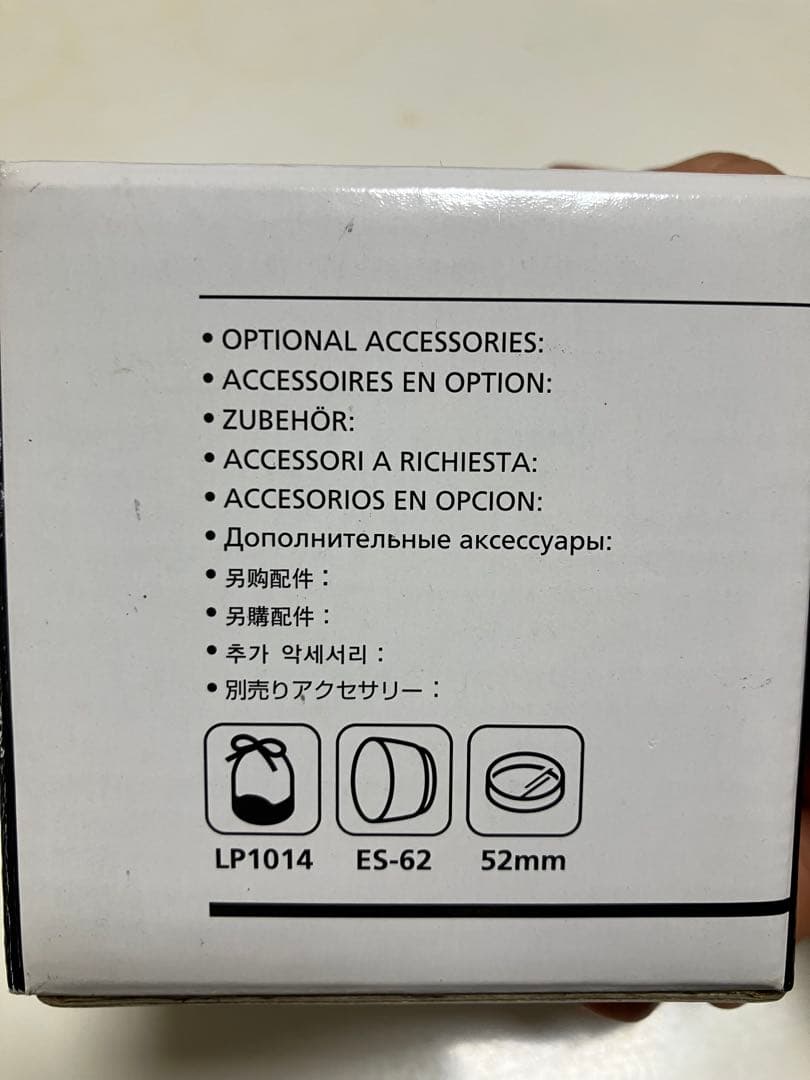 • OPTIONAL ACCESSORIES:
• ACCESSOIRES EN OPTION:
• ZUBEHÖR:
• ACCESSORI A RICHIESTA:
• ACCESORIOS EN OPCION:
• Дополнительные аксессуары:
• 另购配件：
• 另購配件：
• 추가 악세서리：
• 別売りアクセサリー：
LP1014 ES-62 52mm